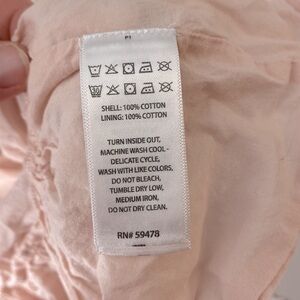 SHELL: 100% COTTON
LINING: 100% COTTON
TURN INSIDE OUT,
MACHINE WASH COOL -
DELICATE CYCLE,
WASH WITH LIKE COLORS,
DO NOT BLEACH,
TUMBLE DRY LOW,
MEDIUM IRON,
DO NOT DRY CLEAN.
RN# 59478